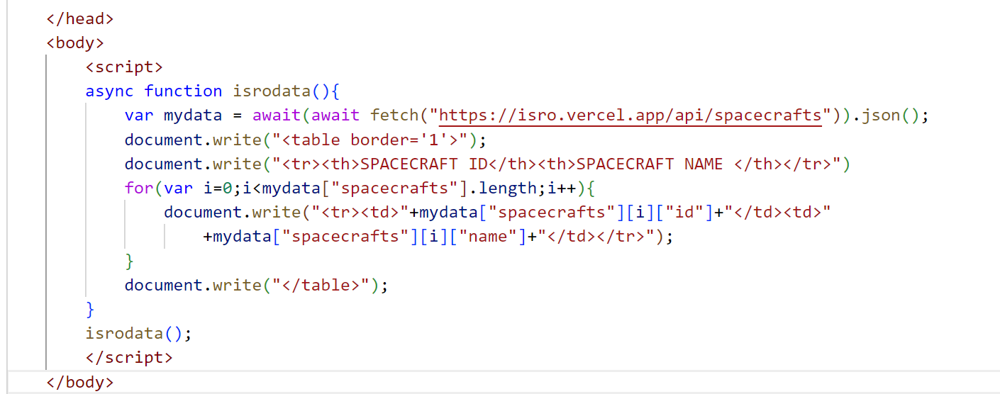 </head>
<body>
<script>
async function isrodata(){
var mydata = await(await fetch("https://isro.vercel.app/api/spacecrafts")).json();
document.write("<table border='1'>");
document.write("<tr><th>SPACECRAFT ID</th><th>SPACECRAFT NAME </th></tr>")
for(var i=0;i<mydata["spacecrafts"].length;i++){
document.write("<tr><td>"+mydata["spacecrafts"][i]["id"]+"</td><td>"
+mydata["spacecrafts"][i]["name"]+"</td></tr>");
}
document.write("</table>");
}
isrodata();
</script>
</body>